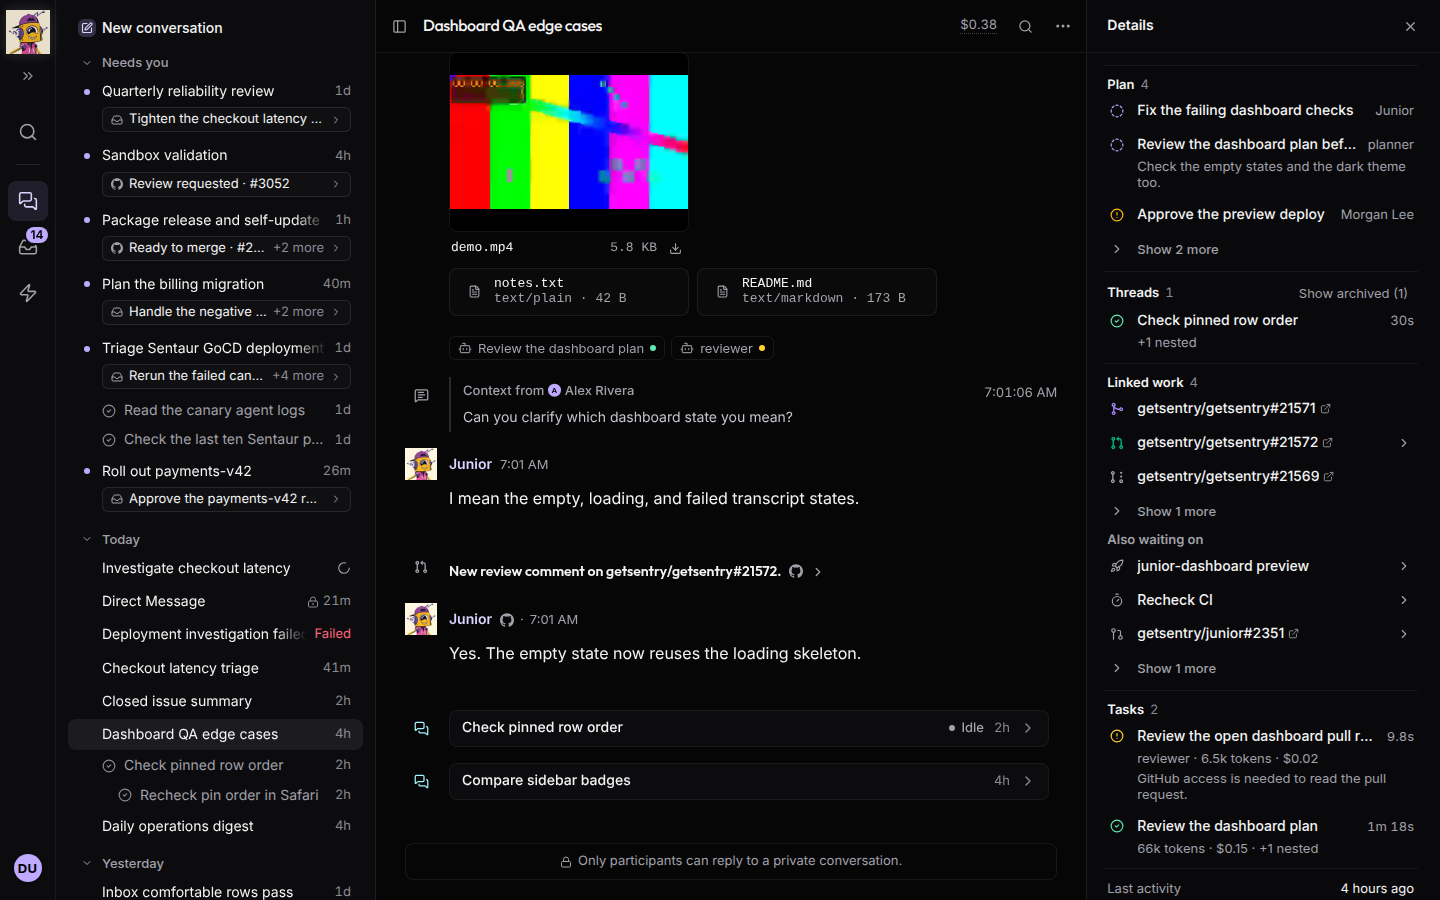 New conversation
Needs you
Quarterly reliability review 1d
Tighten the checkout latency ...
Sandbox validation 4h
Review requested · #3052
Package release and self-update 1h
Ready to merge · #2... +2 more
Plan the billing migration 40m
Handle the negative ... +2 more
Triage Sentaur GoCD deployment 1d
Rerun the failed can... +4 more
Read the canary agent logs 1d
Check the last ten Sentaur p... 1d
Roll out payments-v42 26m
Approve the payments-v42 r...
Today
Investigate checkout latency
Direct Message 21m
Deployment investigation failed Failed
Checkout latency triage 41m
Closed issue summary 2h
Dashboard QA edge cases 4h
Check pinned row order 2h
Recheck pin order in Safari 2h
Daily operations digest 4h
Yesterday
Inbox comfortable rows pass 1d
14
DU
Dashboard QA edge cases $0.38
demo.mp4 5.8 KB
notes.txt
text/plain · 42 B
README.md
text/markdown · 173 B
Review the dashboard plan
reviewer
Context from A Alex Rivera 7:01:06 AM
Can you clarify which dashboard state you mean?
Junior 7:01 AM
I mean the empty, loading, and failed transcript states.
New review comment on getsentry/getsentry#21572.
Junior · 7:01 AM
Yes. The empty state now reuses the loading skeleton.
Check pinned row order Idle 2h
Compare sidebar badges 4h
Only participants can reply to a private conversation.
Details
Plan 4
Fix the failing dashboard checks Junior
Review the dashboard plan bef... planner
Check the empty states and the dark theme
too.
Approve the preview deploy Morgan Lee
Show 2 more
Threads 1 Show archived (1)
Check pinned row order 30s
+1 nested
Linked work 4
getsentry/getsentry#21571
getsentry/getsentry#21572
getsentry/getsentry#21569
Show 1 more
Also waiting on
junior-dashboard preview
Recheck CI
getsentry/junior#2351
Show 1 more
Tasks 2
Review the open dashboard pull r... 9.8s
reviewer · 6.5k tokens · $0.02
GitHub access is needed to read the pull
request.
Review the dashboard plan 1m 18s
66k tokens · $0.15 · +1 nested
Last activity 4 hours ago